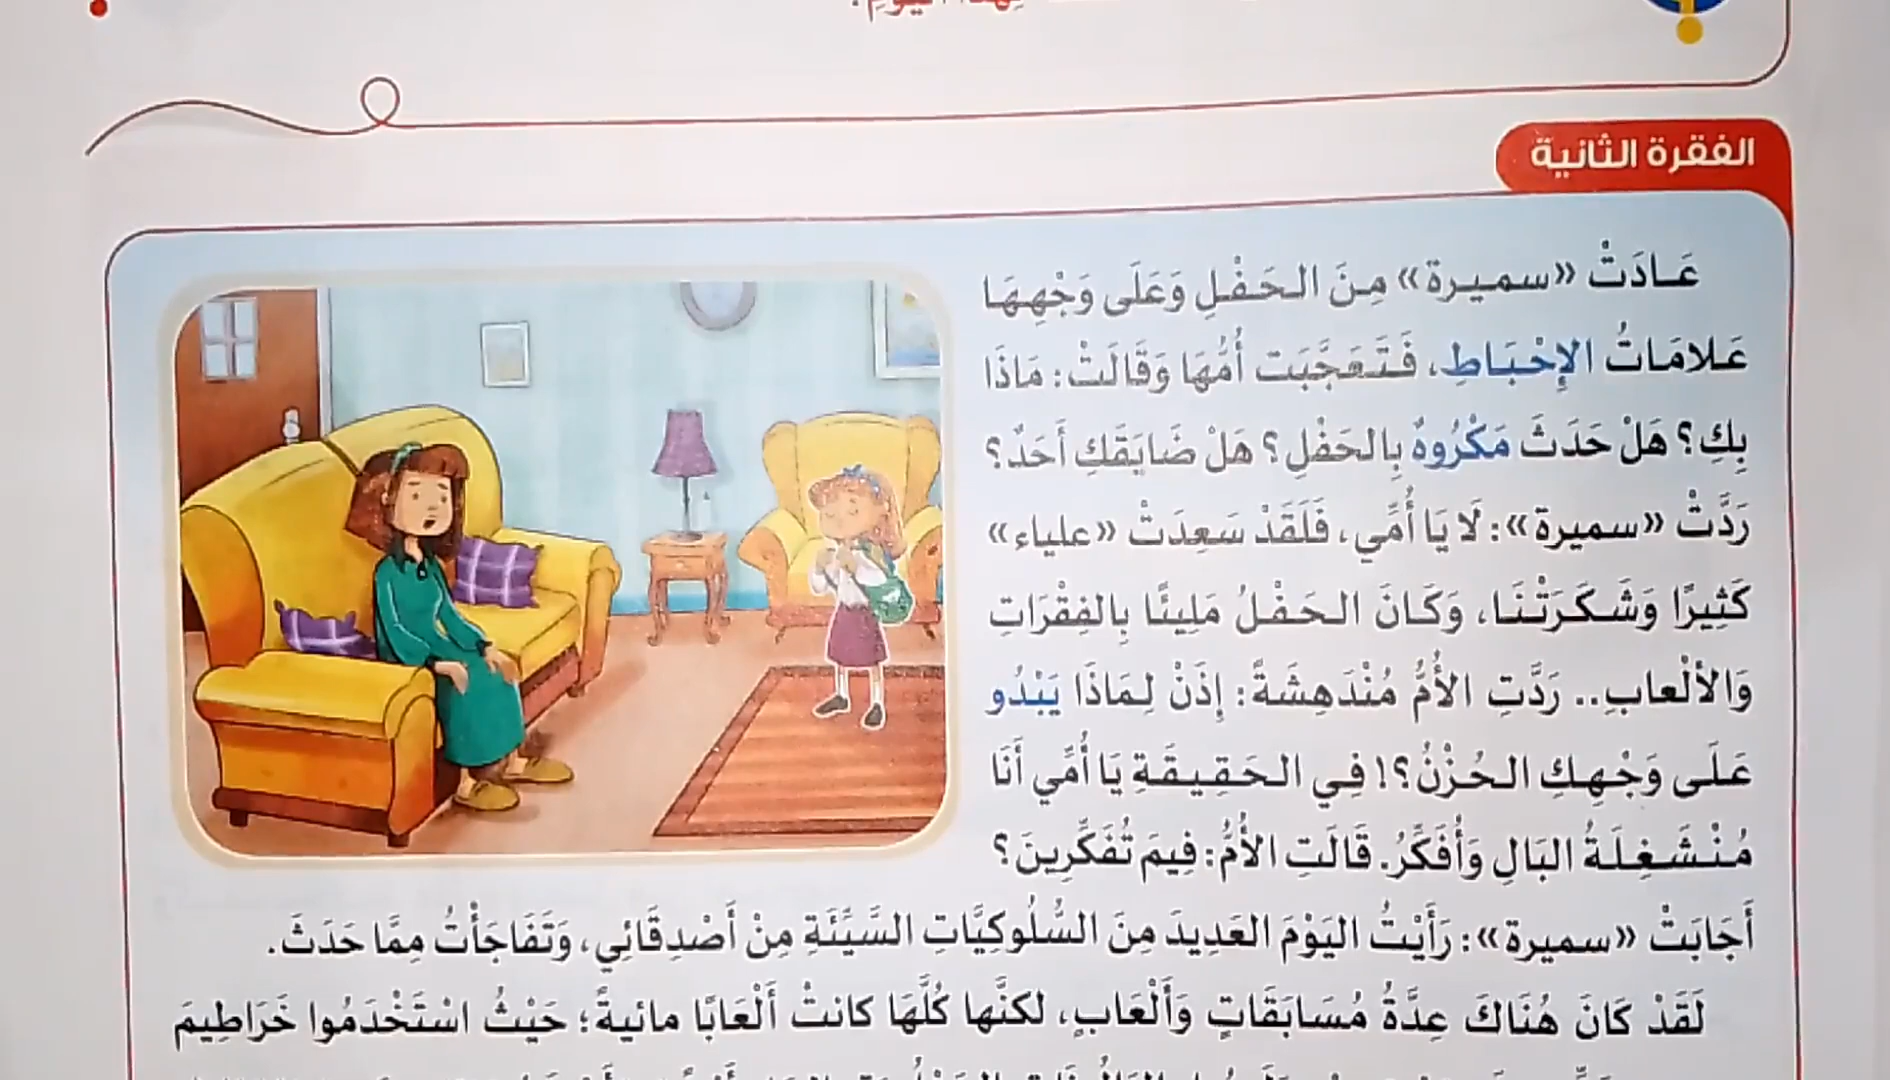 لِهَذَا اليَوْمِ.
الفقرة الثانية
عَادَتْ «سميرة» مِنَ الحَفْلِ وَعَلَى وَجْهِهَا
عَلامَاتُ الإِحْبَاطِ، فَتَعَجَّبَت أُمُّهَا وَقَالَتْ: مَاذَا
بِكِ؟ هَلْ حَدَثَ مَكْرُوهٌ بِالحَفْلِ؟ هَلْ ضَايَقَكِ أَحَدٌ؟
رَدَّتْ «سميرة»: لَا يَا أُمِّي، فَلَقَدْ سَعِدَتْ «علياء»
كَثِيرًا وَشَكَرَتْنَا، وَكَانَ الحَفْلُ مَلِيئًا بِالفِقْرَاتِ
وَالأَلْعابِ.. رَدَّتِ الأُمُّ مُنْدَهِشَةً: إِذَنْ لِمَاذَا يَبْدُو
عَلَى وَجْهِكِ الحُزْنُ؟! فِي الحَقِيقَةِ يَا أُمِّي أَنَا
مُنْشَغِلَةُ البَالِ وَأُفَكِّرُ. قَالَتِ الأُمُّ: فِيمَ تُفَكِّرِينَ؟
أَجَابَتْ «سميرة»: رَأَيْتُ اليَوْمَ العَدِيدَ مِنَ السُّلُوكِيَّاتِ السَّيِّئَةِ مِنْ أَصْدِقَائِي، وَتَفَاجَأْتُ مِمَّا حَدَثَ.
لَقَدْ كَانَ هُنَاكَ عِدَّةُ مُسَابَقَاتٍ وَأَلْعَابٍ، لكنَّها كُلَّهَا كانتْ أَلْعَابًا مائيةً؛ حَيْثُ اسْتَخْدَمُوا خَرَاطِيمَ